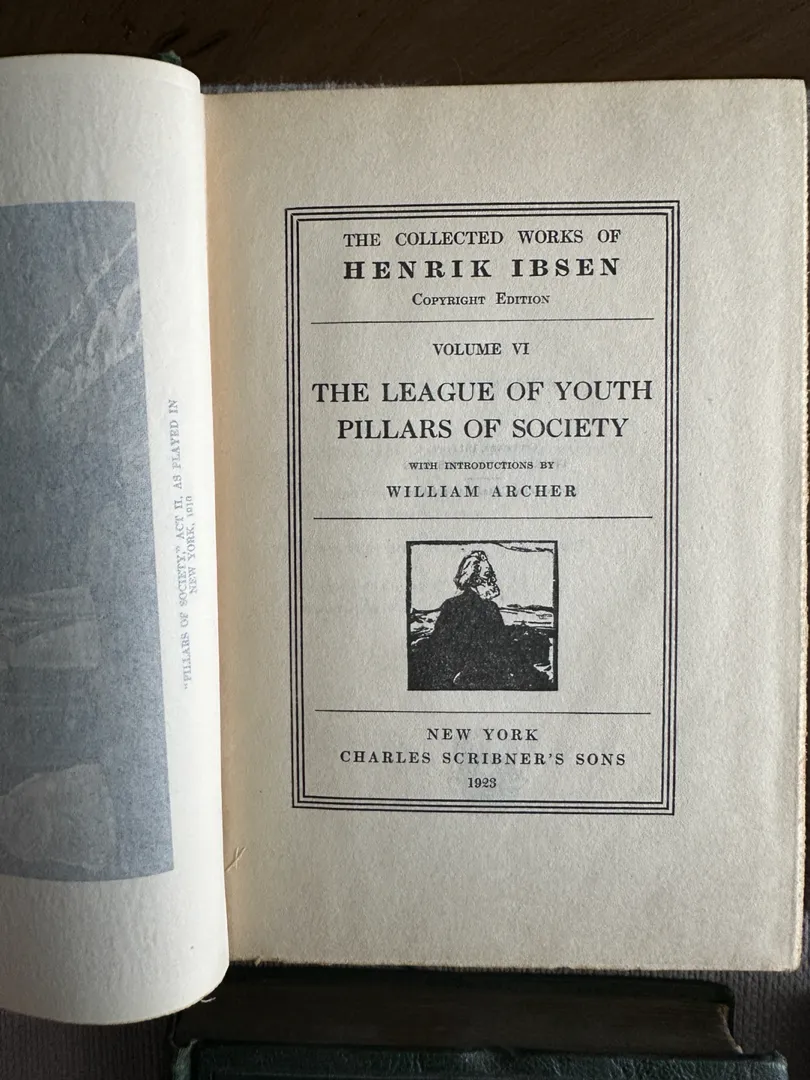 "PILLARS OF SOCIETY," ACT II, AS PLAYED IN
NEW YORK, 1910
THE COLLECTED WORKS OF
HENRIK IBSEN
COPYRIGHT EDITION
VOLUME VI
THE LEAGUE OF YOUTH
PILLARS OF SOCIETY
WITH INTRODUCTIONS BY
WILLIAM ARCHER
NEW YORK
CHARLES SCRIBNER'S SONS
1923